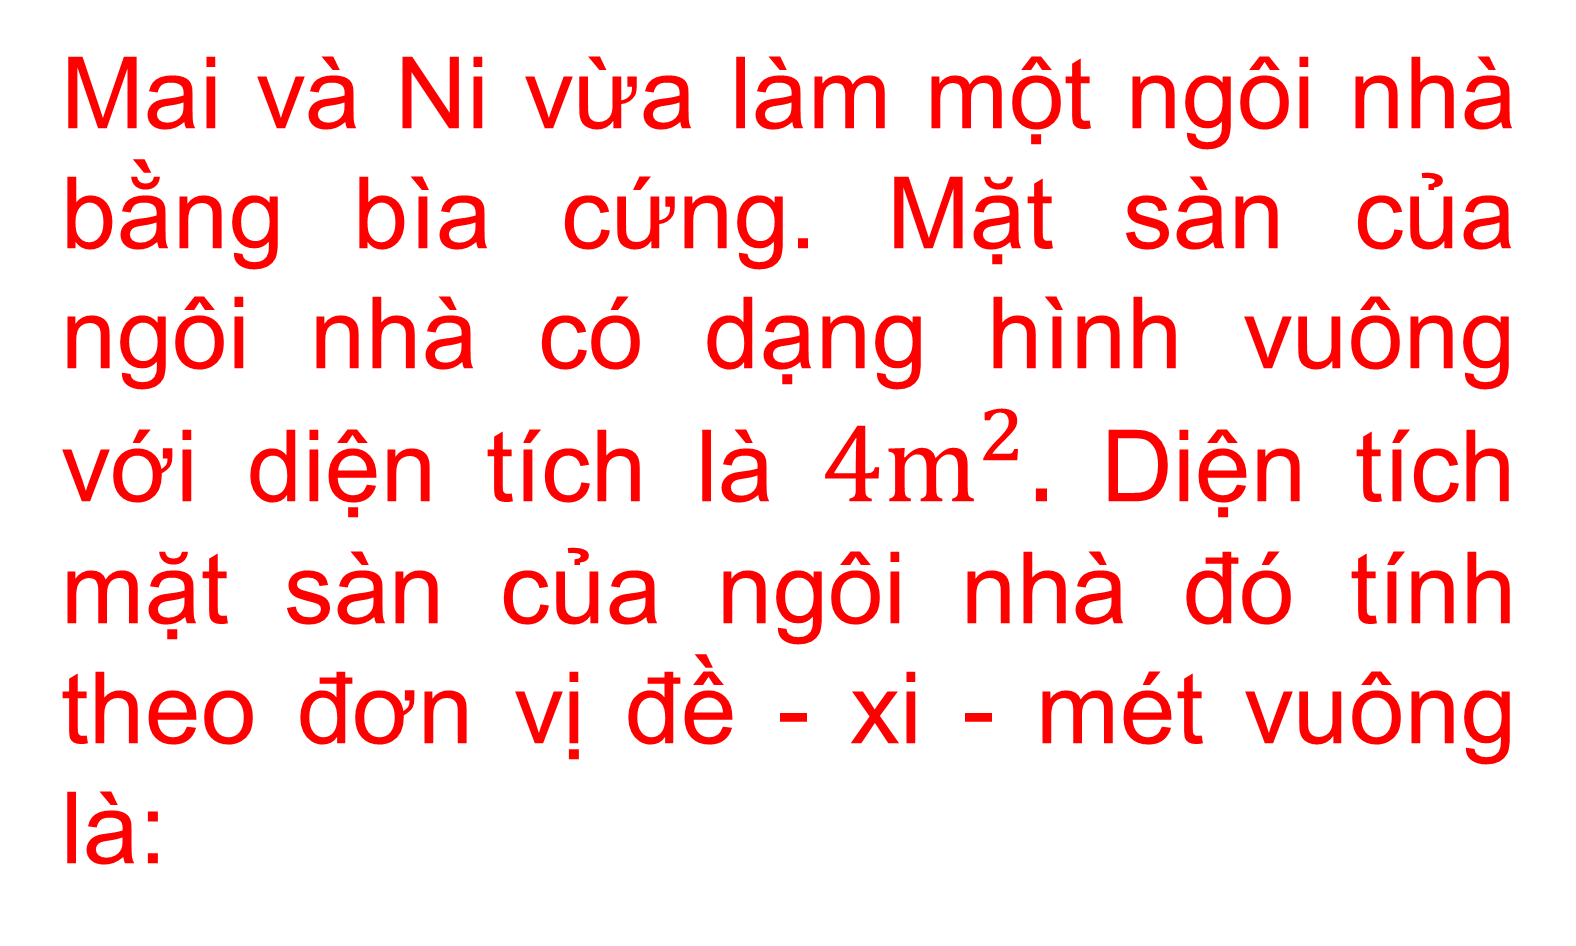 Mai và Ni vừa làm một ngôi nhà
bằng bìa cứng. Mặt sàn của
ngôi nhà có dạng hình vuông
với diện tích là 4m². Diện tích
mặt sàn của ngôi nhà đó tính
theo đơn vị đề - xi - mét vuông
là: